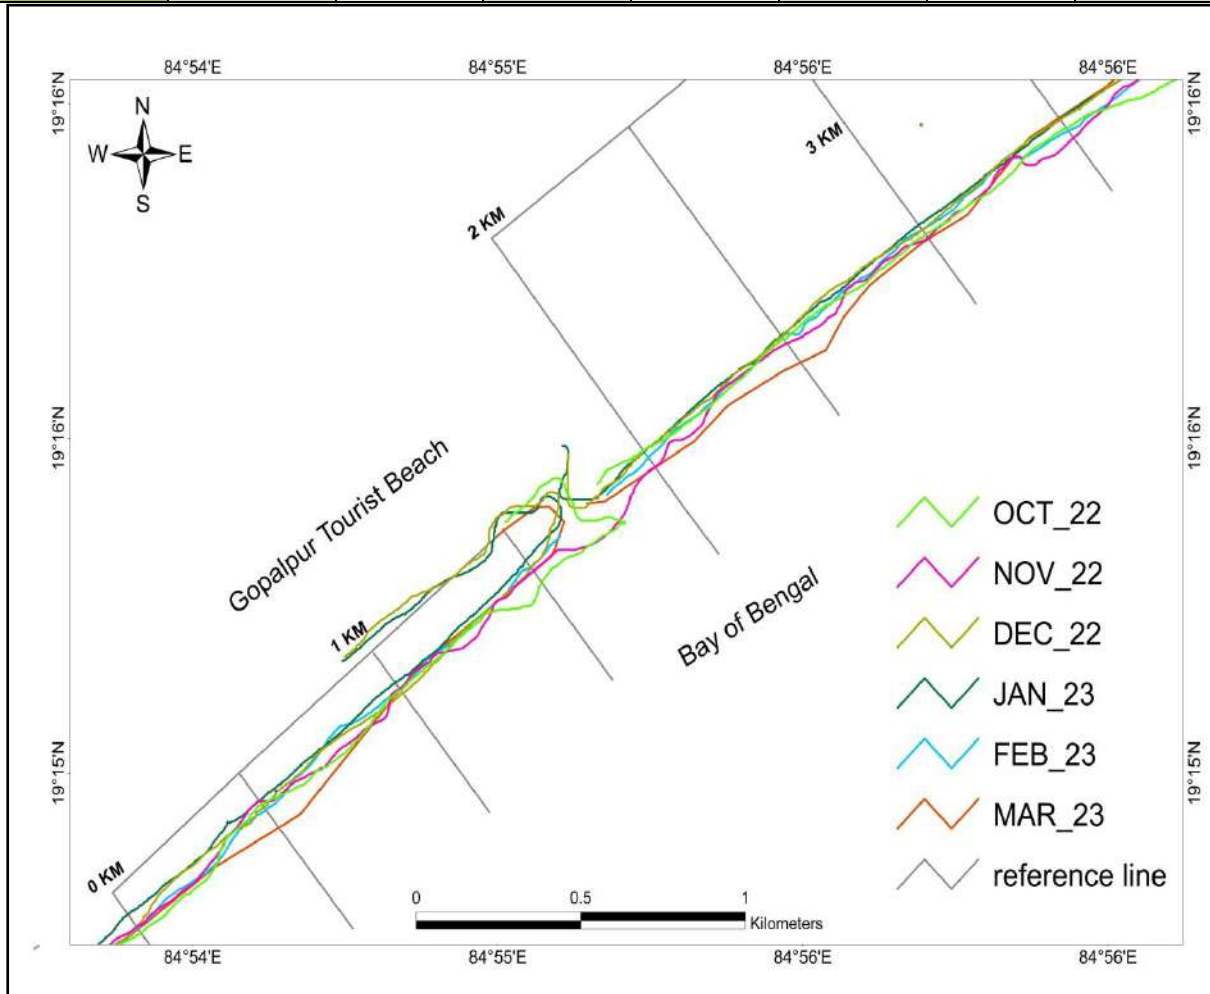 84°54'E 84°55'E 84°56'E 84°56'E
19°16'N
19°16'N
N
W E
S
3 KM
2 KM
19°16'N
19°16'N
Gopalpur Tourist Beach
Bay of Bengal
1 KM
OCT_22
NOV_22
DEC_22
JAN_23
FEB_23
MAR_23
reference line
19°15'N
19°15'N
0 KM
0 0.5 1
Kilometers
84°54'E 84°55'E 84°56'E 84°56'E